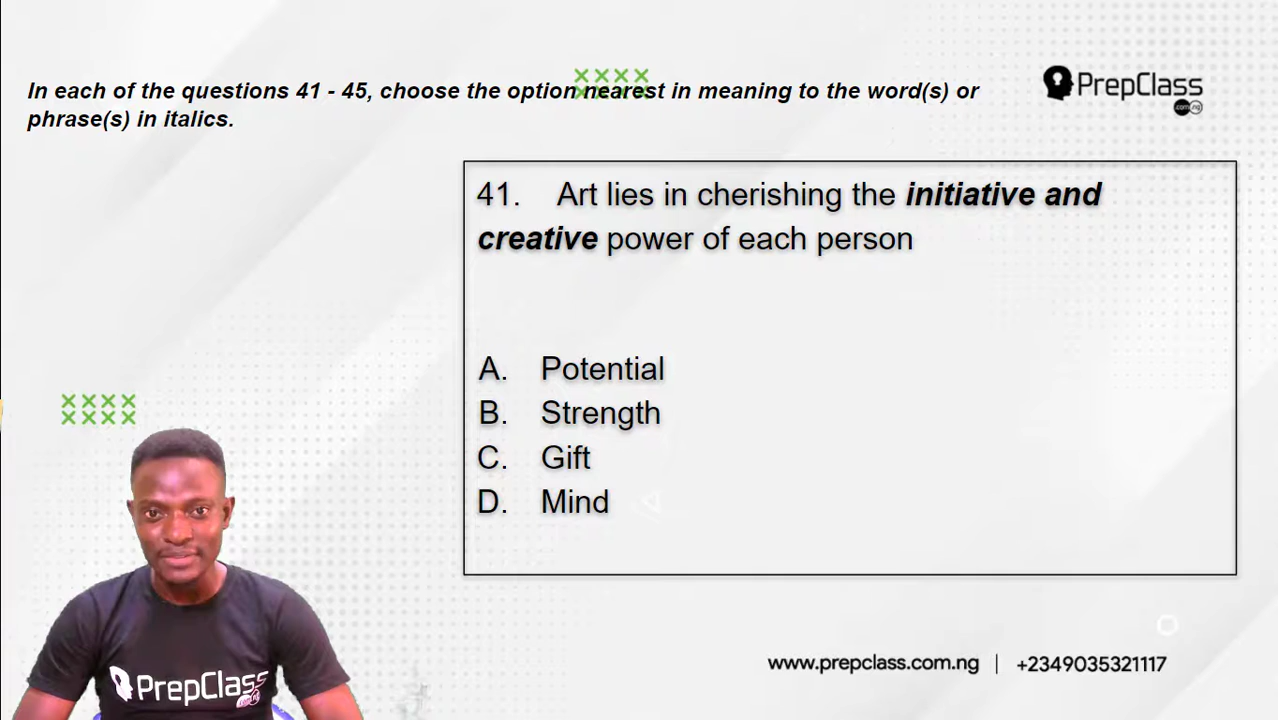 In each of the questions 41 - 45, choose the option nearest in meaning to the word(s) or
phrase(s) in italics.
PrepClass
.com.ng
41. Art lies in cherishing the initiative and
creative power of each person
A. Potential
B. Strength
C. Gift
D. Mind
PrepClass
www.prepclass.com.ng | +2349035321117